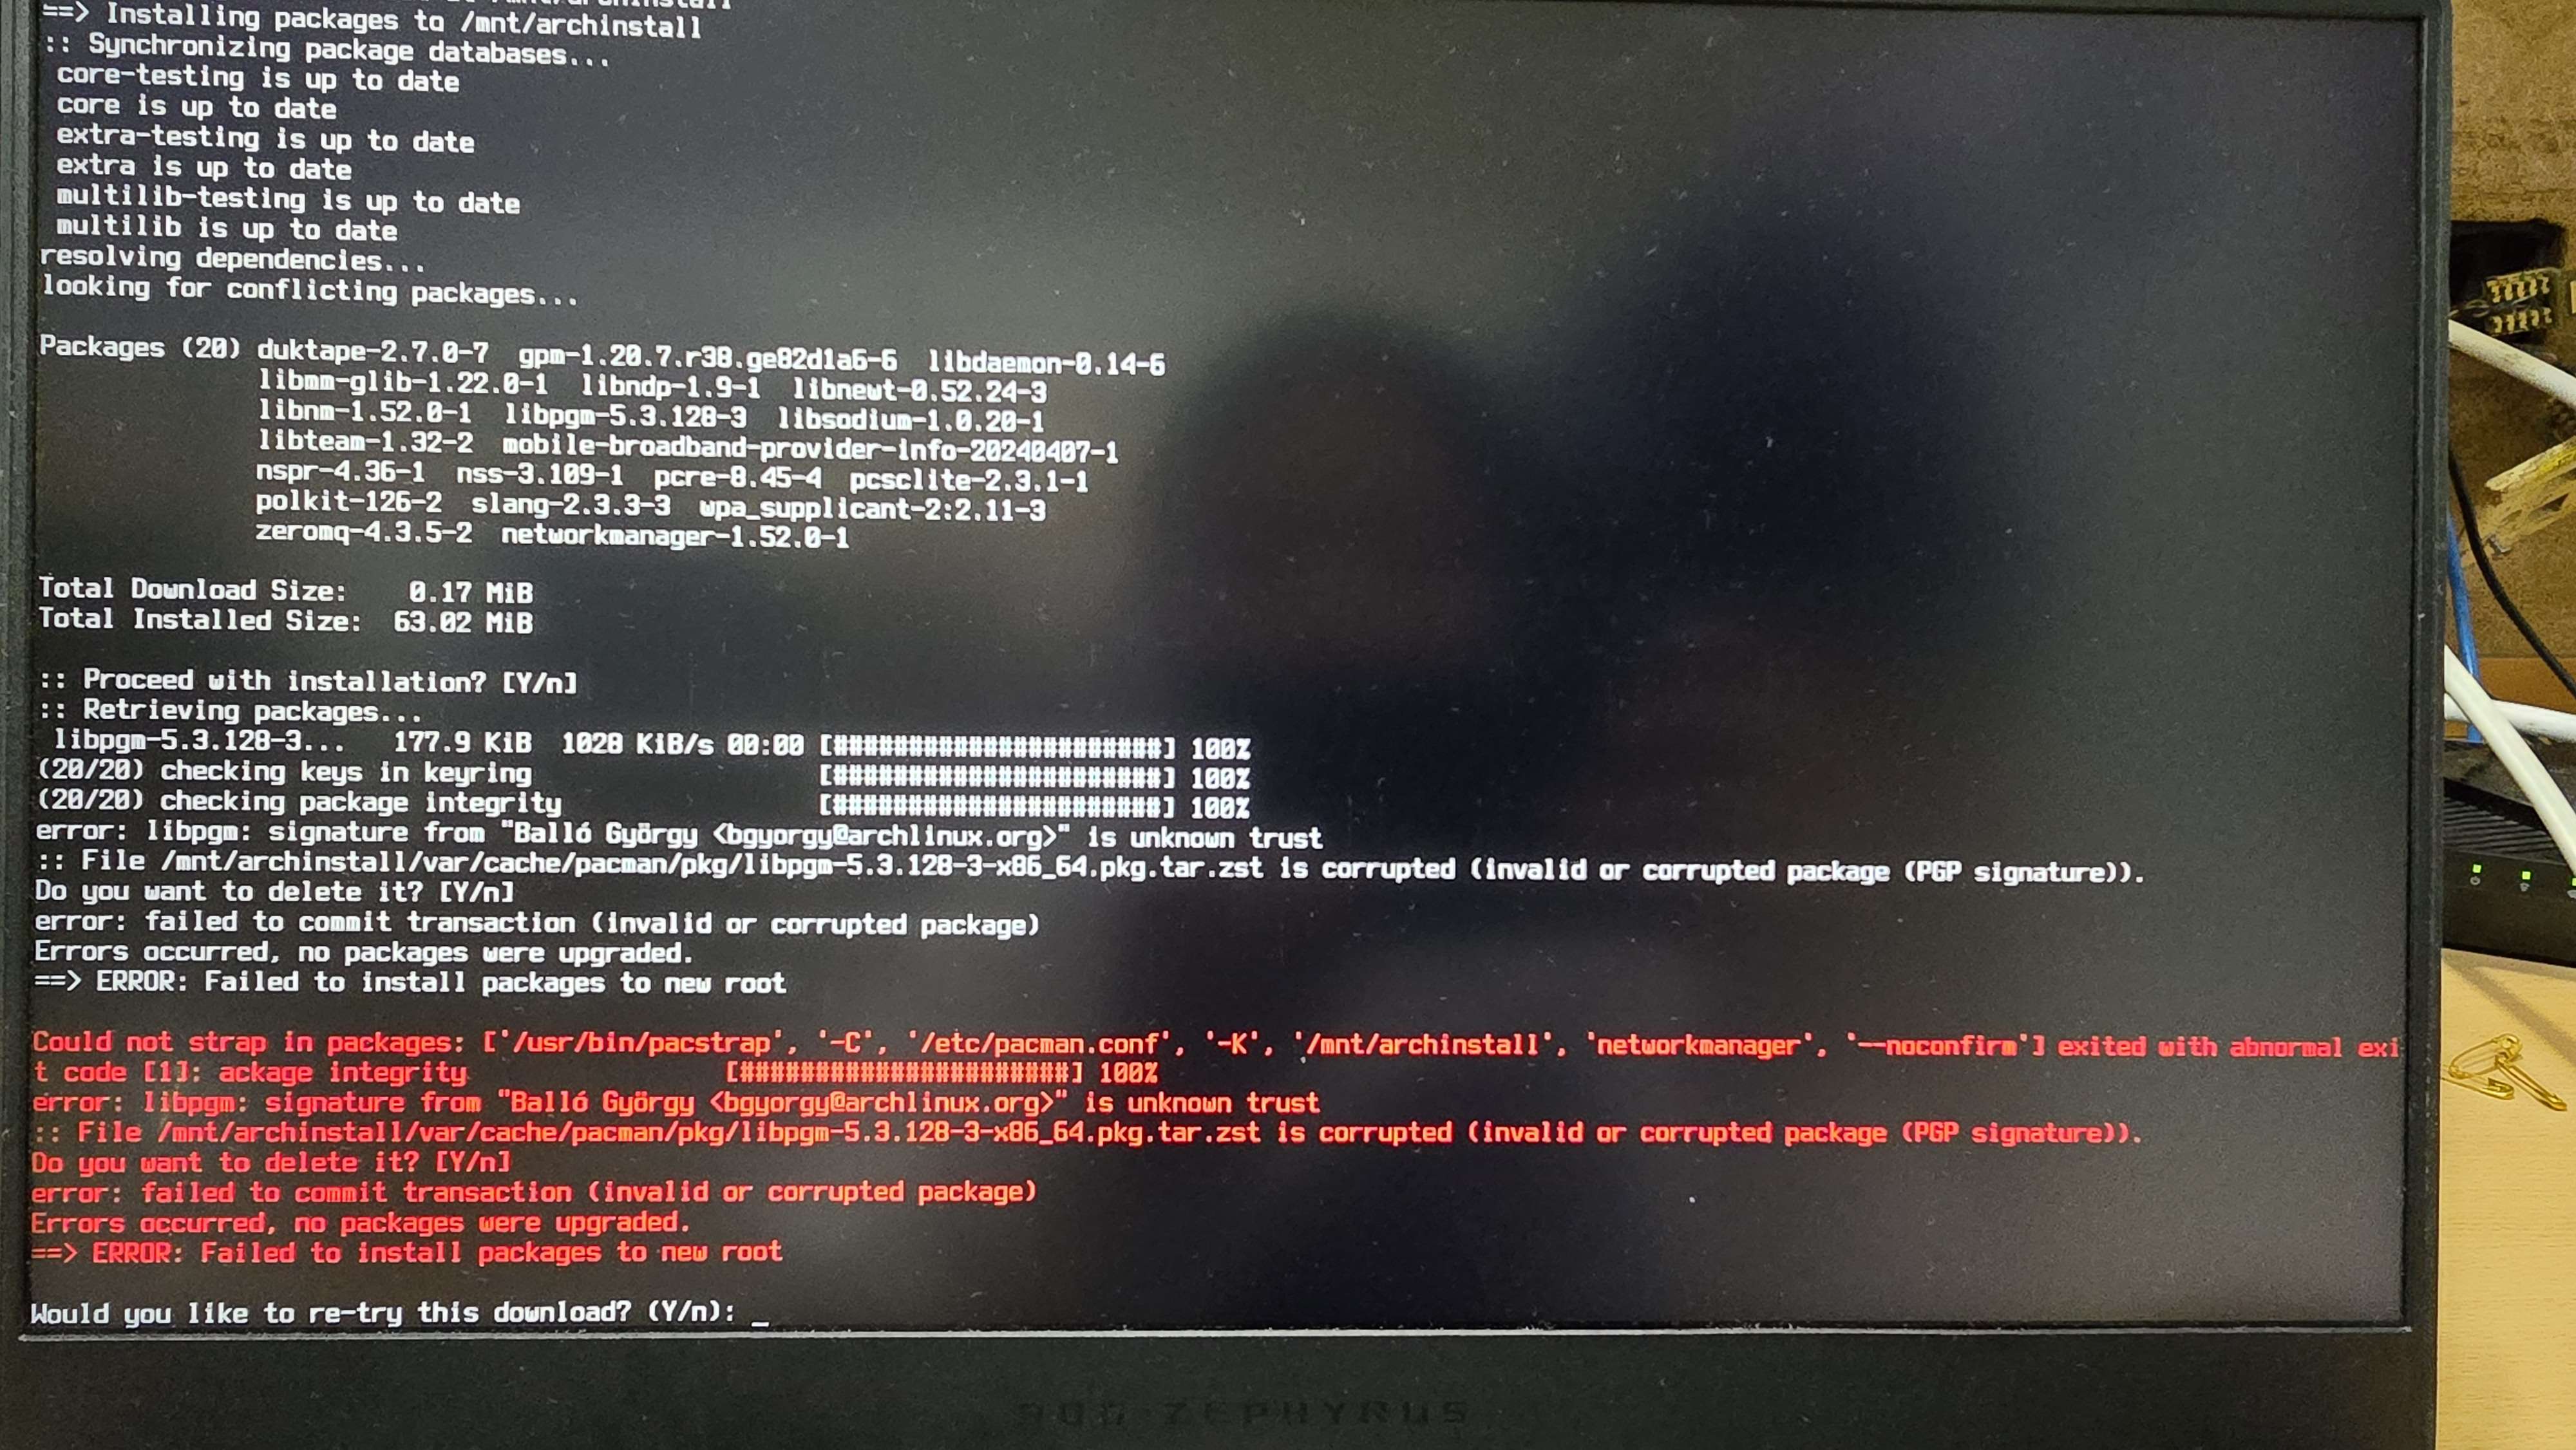 ==> Installing packages to /mnt/archinstall
:: Synchronizing package databases...
core-testing is up to date
core is up to date
extra-testing is up to date
extra is up to date
multilib-testing is up to date
multilib is up to date
resolving dependencies...
looking for conflicting packages...
Packages (20) duktape-2.7.0-7 gpm-1.20.7.r38.ge82d1a6-6 libdaemon-0.14-6
libmm-glib-1.22.0-1 libndp-1.9-1 libnewt-0.52.24-3
libnm-1.52.0-1 libpgm-5.3.128-3 libsodium-1.0.20-1
libteam-1.32-2 mobile-broadband-provider-info-20240407-1
nspr-4.36-1 nss-3.109-1 pcre-8.45-4 pcsclite-2.3.1-1
polkit-126-2 slang-2.3.3-3 wpa_supplicant-2:2.11-3
zeromq-4.3.5-2 networkmanager-1.52.0-1
Total Download Size: 0.17 MiB
Total Installed Size: 63.02 MiB
:: Proceed with installation? [Y/n]
:: Retrieving packages...
libpgm-5.3.128-3... 177.9 KiB 1028 KiB/s 00:00 [######################] 100%
(20/20) checking keys in keyring [######################] 100%
(20/20) checking package integrity [######################] 100%
error: libpgm: signature from "Balló György <bgyorgy@archlinux.org>" is unknown trust
:: File /mnt/archinstall/var/cache/pacman/pkg/libpgm-5.3.128-3-x86_64.pkg.tar.zst is corrupted (invalid or corrupted package (PGP signature)).
Do you want to delete it? [Y/n]
error: failed to commit transaction (invalid or corrupted package)
Errors occurred, no packages were upgraded.
==> ERROR: Failed to install packages to new root
Could not strap in packages: ['/usr/bin/pacstrap', '-C', '/etc/pacman.conf', '-K', '/mnt/archinstall', 'networkmanager', '--noconfirm'] exited with abnormal exi
t code [1]: ackage integrity [######################] 100%
error: libpgm: signature from "Balló György <bgyorgy@archlinux.org>" is unknown trust
:: File /mnt/archinstall/var/cache/pacman/pkg/libpgm-5.3.128-3-x86_64.pkg.tar.zst is corrupted (invalid or corrupted package (PGP signature)).
Do you want to delete it? [Y/n]
error: failed to commit transaction (invalid or corrupted package)
Errors occurred, no packages were upgraded.
==> ERROR: Failed to install packages to new root
Would you like to re-try this download? (Y/n): _
ROG ZEPHYRUS